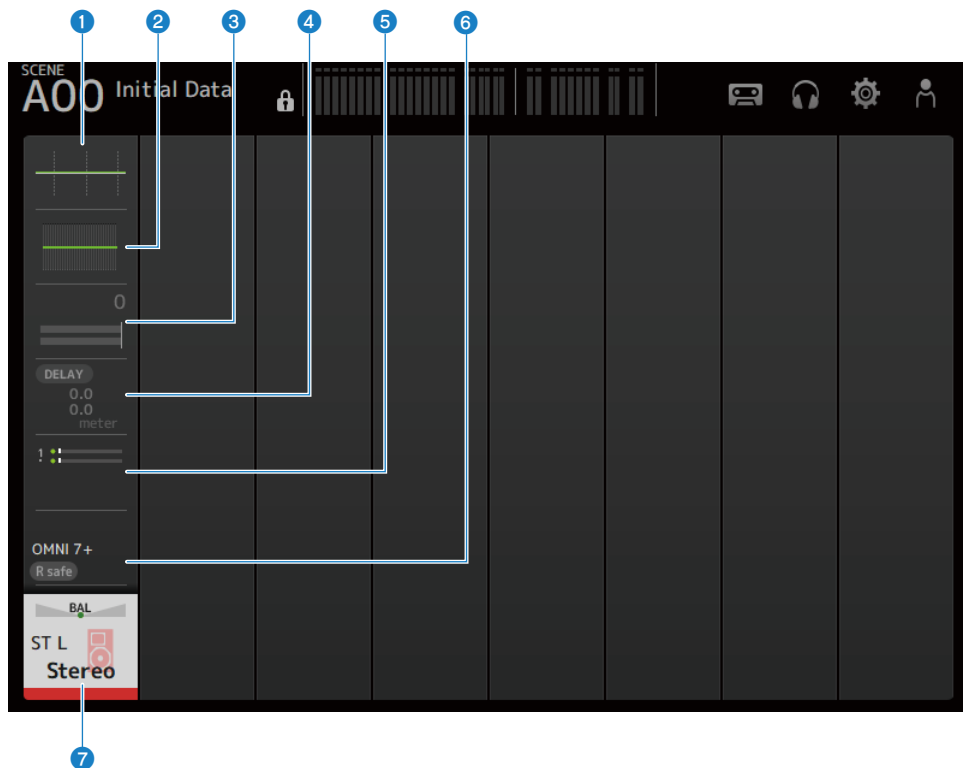 1 2 3 4 5 6
SCENE
A00 Initial Data
0
DELAY
0.0
0.0
meter
!
OMNI 7+
R safe
BAL
ST L
Stereo
7